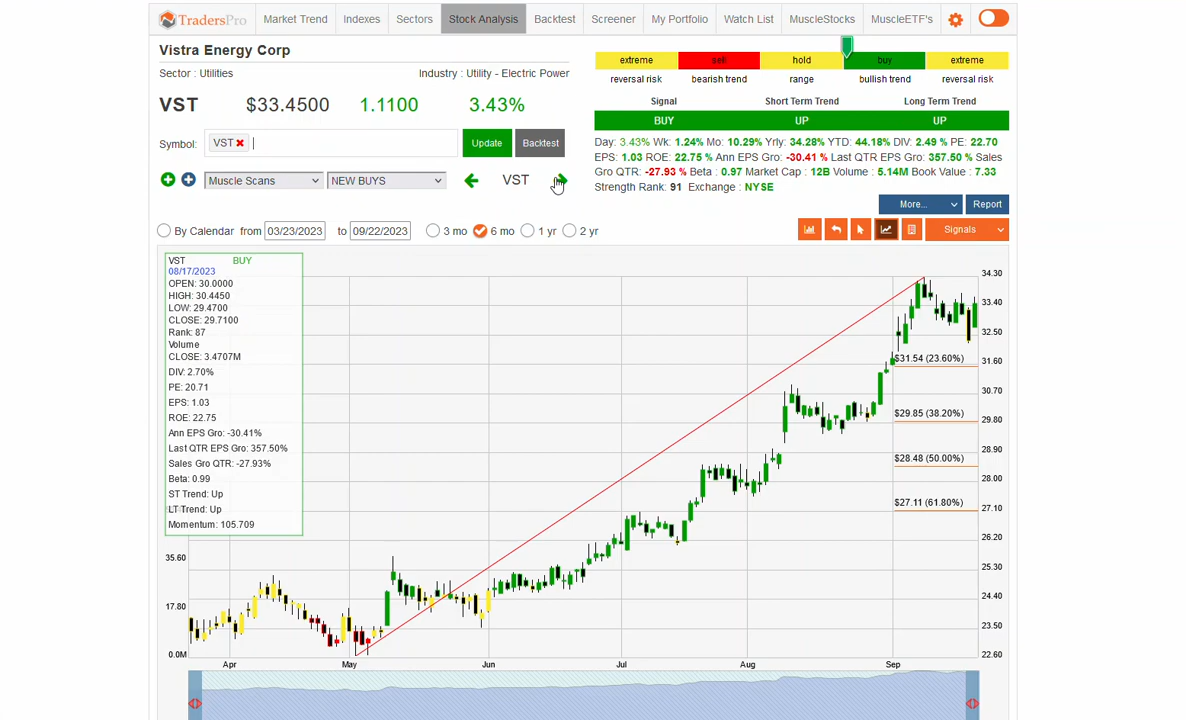 TradersPro Market Trend Indexes Sectors Stock Analysis Backtest Screener My Portfolio Watch List MuscleStocks MuscleETF's
Vistra Energy Corp
Sector : Utilities Industry : Utility - Electric Power
VST $33.4500 1.1100 3.43%
Symbol: VST Update Backtest
Muscle Scans NEW BUYS VST
extreme sell hold buy extreme
reversal risk bearish trend range bullish trend reversal risk
Signal Short Term Trend Long Term Trend
BUY UP UP
Day: 3.43% Wk: 1.24% Mo: 10.29% Yrly: 34.28% YTD: 44.18% DIV: 2.49 % PE: 22.70
EPS: 1.03 ROE: 22.75 % Ann EPS Gro: -30.41 % Last QTR EPS Gro: 357.50 % Sales
Gro QTR: -27.93 % Beta : 0.97 Market Cap : 12B Volume : 5.14M Book Value : 7.33
Strength Rank: 91 Exchange : NYSE
More... Report
By Calendar from 03/23/2023 to 09/22/2023 3 mo 6 mo 1 yr 2 yr Signals
VST BUY
08/17/2023
OPEN: 30.0000
HIGH: 30.4450
LOW: 29.4700
CLOSE: 29.7100
Rank: 87
Volume
CLOSE: 3.4707M
DIV: 2.70%
PE: 20.71
EPS: 1.03
ROE: 22.75
Ann EPS Gro: -30.41%
Last QTR EPS Gro: 357.50%
Sales Gro QTR: -27.93%
Beta: 0.99
ST Trend: Up
LT Trend: Up
Momentum: 105.709
34.30
33.40
32.50
31.60
30.70
29.80
28.90
28.00
27.10
26.20
25.30
24.40
23.50
22.60
$31.54 (23.60%)
$29.85 (38.20%)
$28.48 (50.00%)
$27.11 (61.80%)
35.60
17.80
0.0M
Apr May Jun Jul Aug Sep